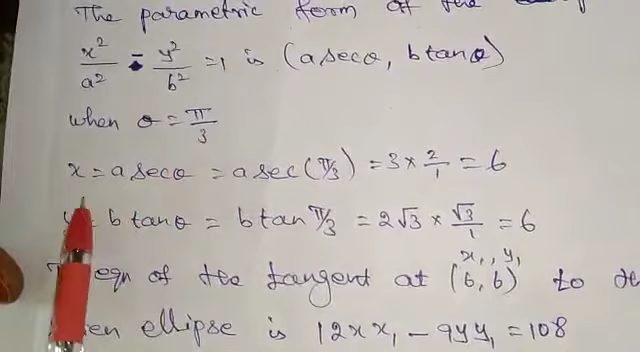 The parametric form of the
x²/a² - y²/b² = 1 is (a secθ, b tanθ)
when θ = π/3
x = a secθ = a sec(π/3) = 3 × 2/1 = 6
= b tanθ = b tan π/3 = 2√3 × √3/1 = 6
x₁, y₁
eqn of the tangent at (6, 6) to
ellipse is 12xx₁ - 9yy₁ = 108